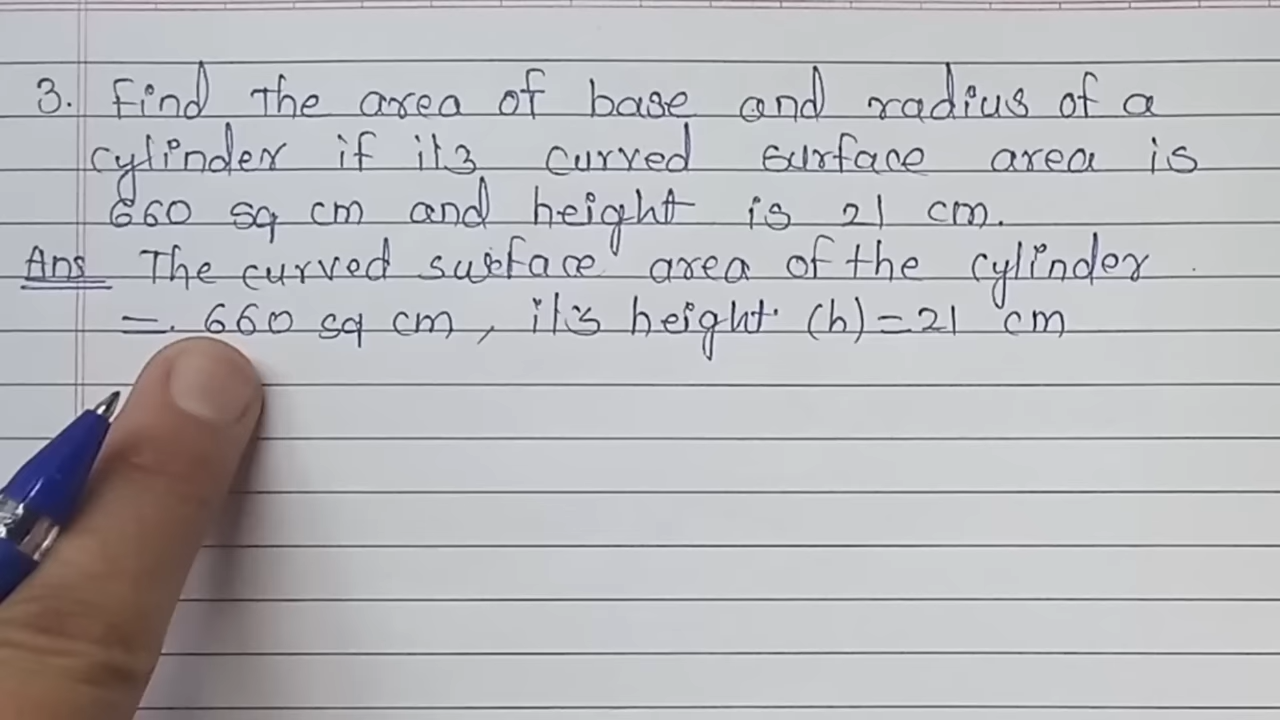 3. Find the area of base and radius of a
cylinder if its curved surface area is
660 sq cm and height is 21 cm.
Ans The curved surface area of the cylinder
= 660 sq cm, its height (h) = 21 cm